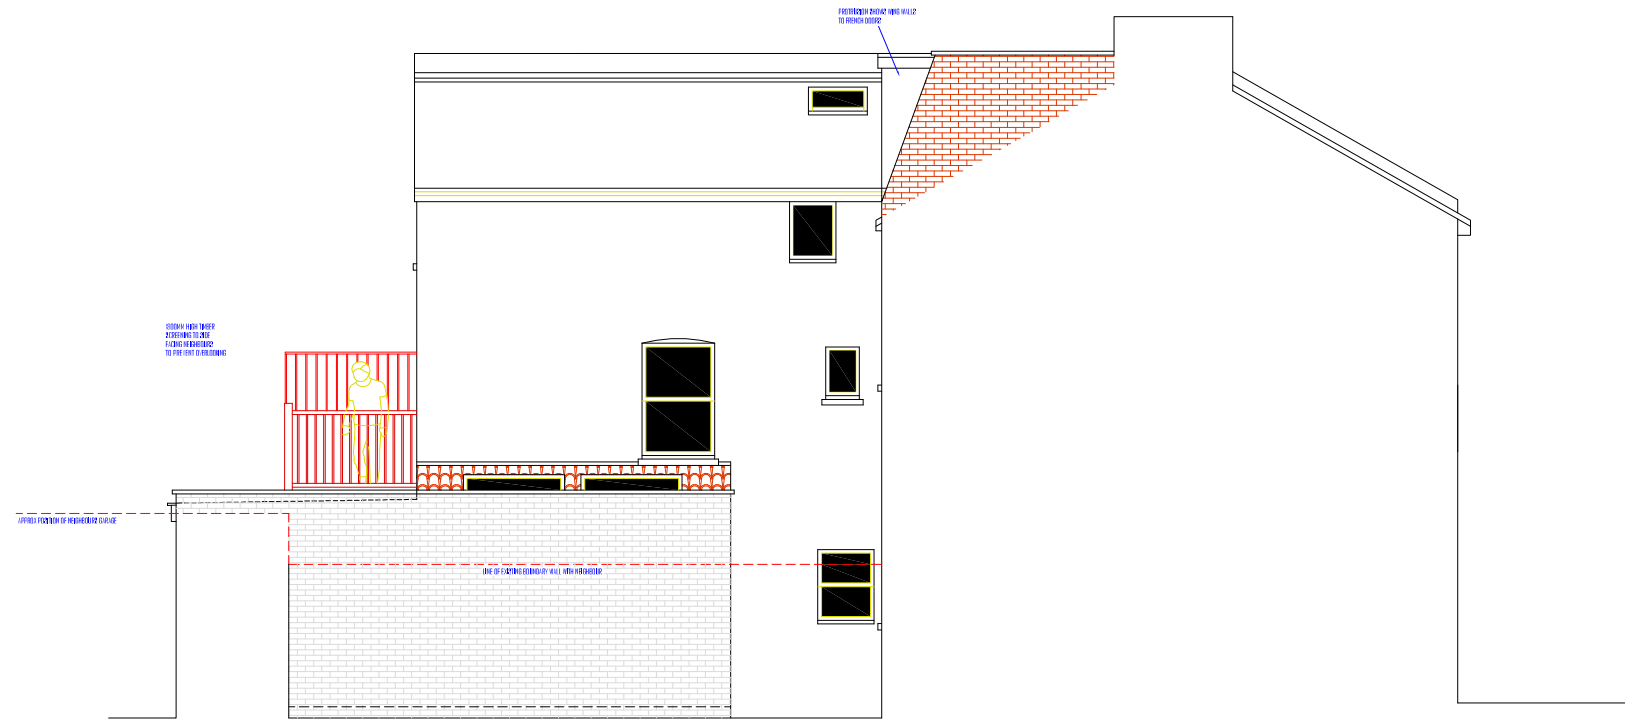 PROTRUSION SHOWS WING WALLS
TO FRENCH DOORS
1800MM HIGH TIMBER
SCREENING TO SIDE
FACING NEIGHBOURS
TO PREVENT OVERLOOKING
APPROX POSITION OF NEIGHBOURS GARAGE
LINE OF EXISTING BOUNDARY WALL WITH NEIGHBOUR